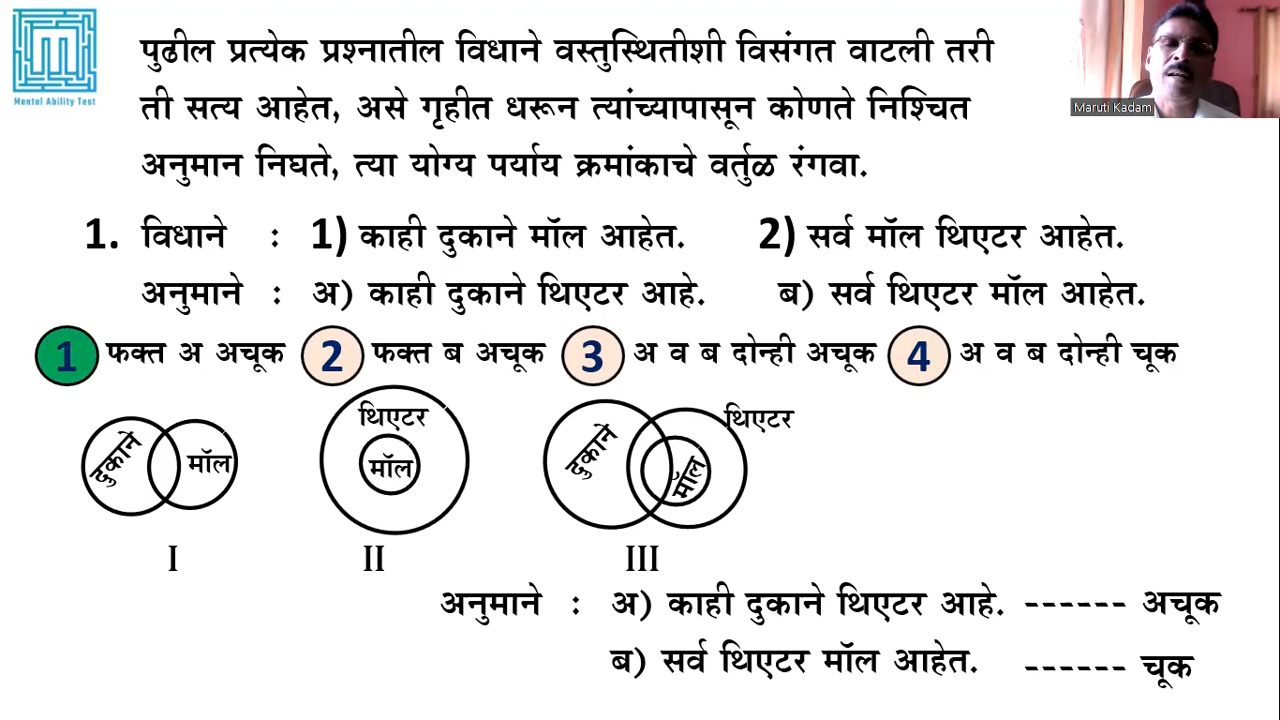 पुढील प्रत्येक प्रश्नातील विधाने वस्तुस्थितीशी विसंगत वाटली तरी
ती सत्य आहेत, असे गृहीत धरून त्यांच्यापासून कोणते निश्चित
अनुमान निघते, त्या योग्य पर्याय क्रमांकाचे वर्तुळ रंगवा.
Mental Ability Test
Maruti Kadam
1. विधाने : 1) काही दुकाने मॉल आहेत. 2) सर्व मॉल थिएटर आहेत.
अनुमाने : अ) काही दुकाने थिएटर आहे. ब) सर्व थिएटर मॉल आहेत.
1 फक्त अ अचूक 2 फक्त ब अचूक 3 अ व ब दोन्ही अचूक 4 अ व ब दोन्ही चूक
दुकाने मॉल
थिएटर
मॉल
दुकाने मॉल थिएटर
I II III
अनुमाने : अ) काही दुकाने थिएटर आहे. ------ अचूक
ब) सर्व थिएटर मॉल आहेत. ------ चूक